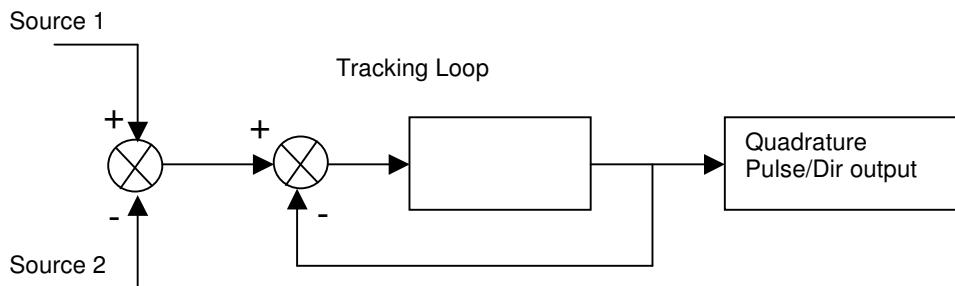 Source 1
Tracking Loop
+
+
Quadrature
Pulse/Dir output
-
-
Source 2